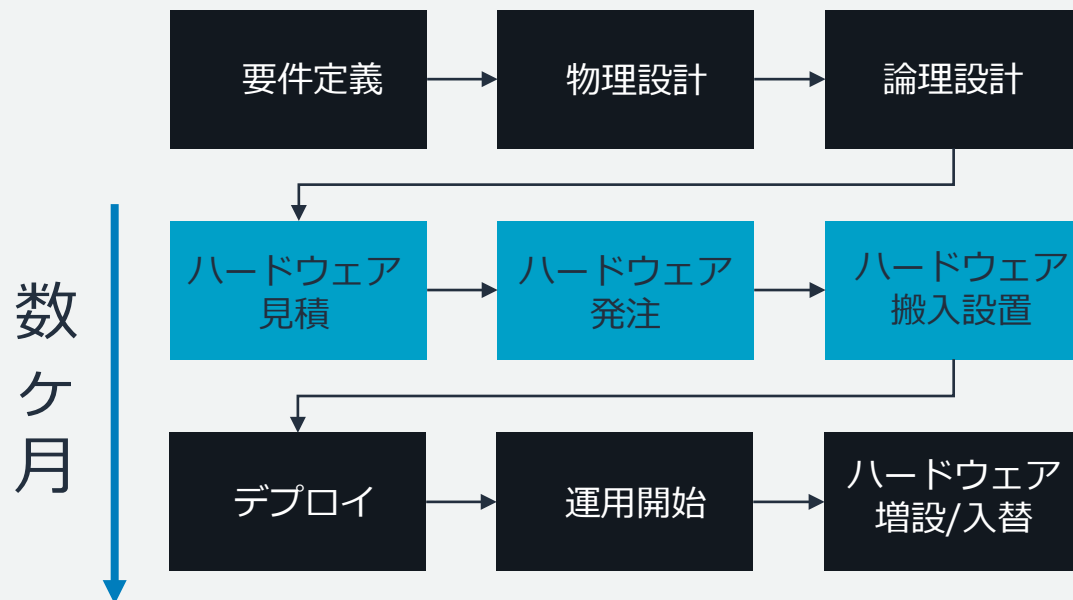 要件定義
物理設計
論理設計
数
ケ
月
ハードウェア
見積
ハードウェア
発注
ハードウェア
搬入設置
デプロイ
運用開始
ハードウェア
増設/入替